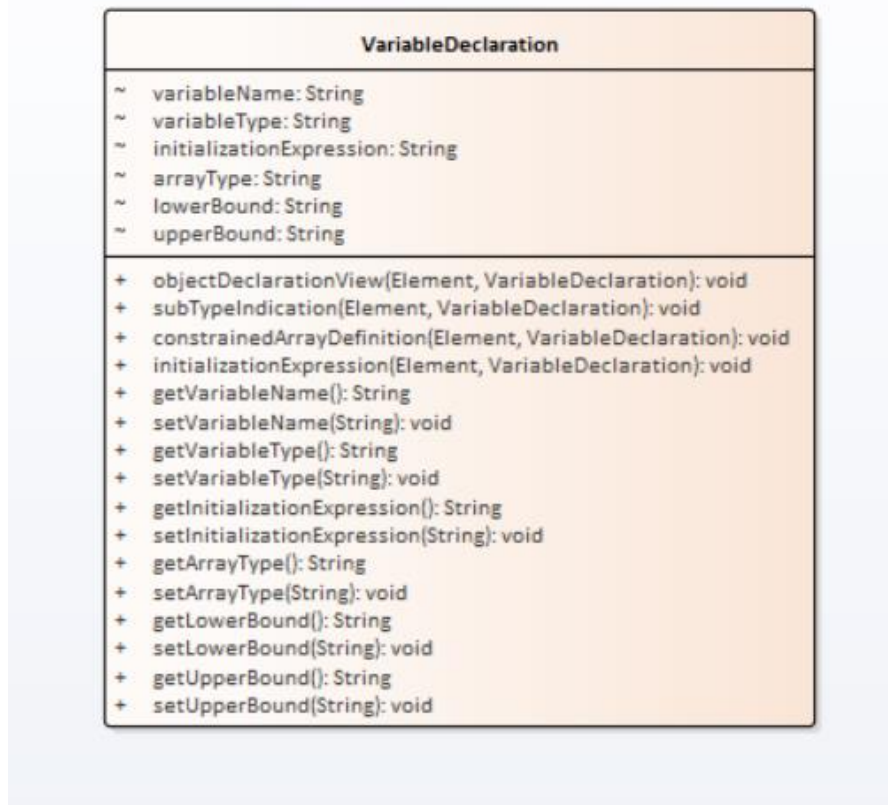 VariableDeclaration
~ variableName: String
~ variableType: String
~ initializationExpression: String
~ arrayType: String
~ lowerBound: String
~ upperBound: String
+ objectDeclarationView(Element, VariableDeclaration): void
+ subTypeIndication(Element, VariableDeclaration): void
+ constrainedArrayDefinition(Element, VariableDeclaration): void
+ initializationExpression(Element, VariableDeclaration): void
+ getVariableName(): String
+ setVariableName(String): void
+ getVariableType(): String
+ setVariableType(String): void
+ getInitializationExpression(): String
+ setInitializationExpression(String): void
+ getArrayType(): String
+ setArrayType(String): void
+ getLowerBound(): String
+ setLowerBound(String): void
+ getUpperBound(): String
+ setUpperBound(String): void